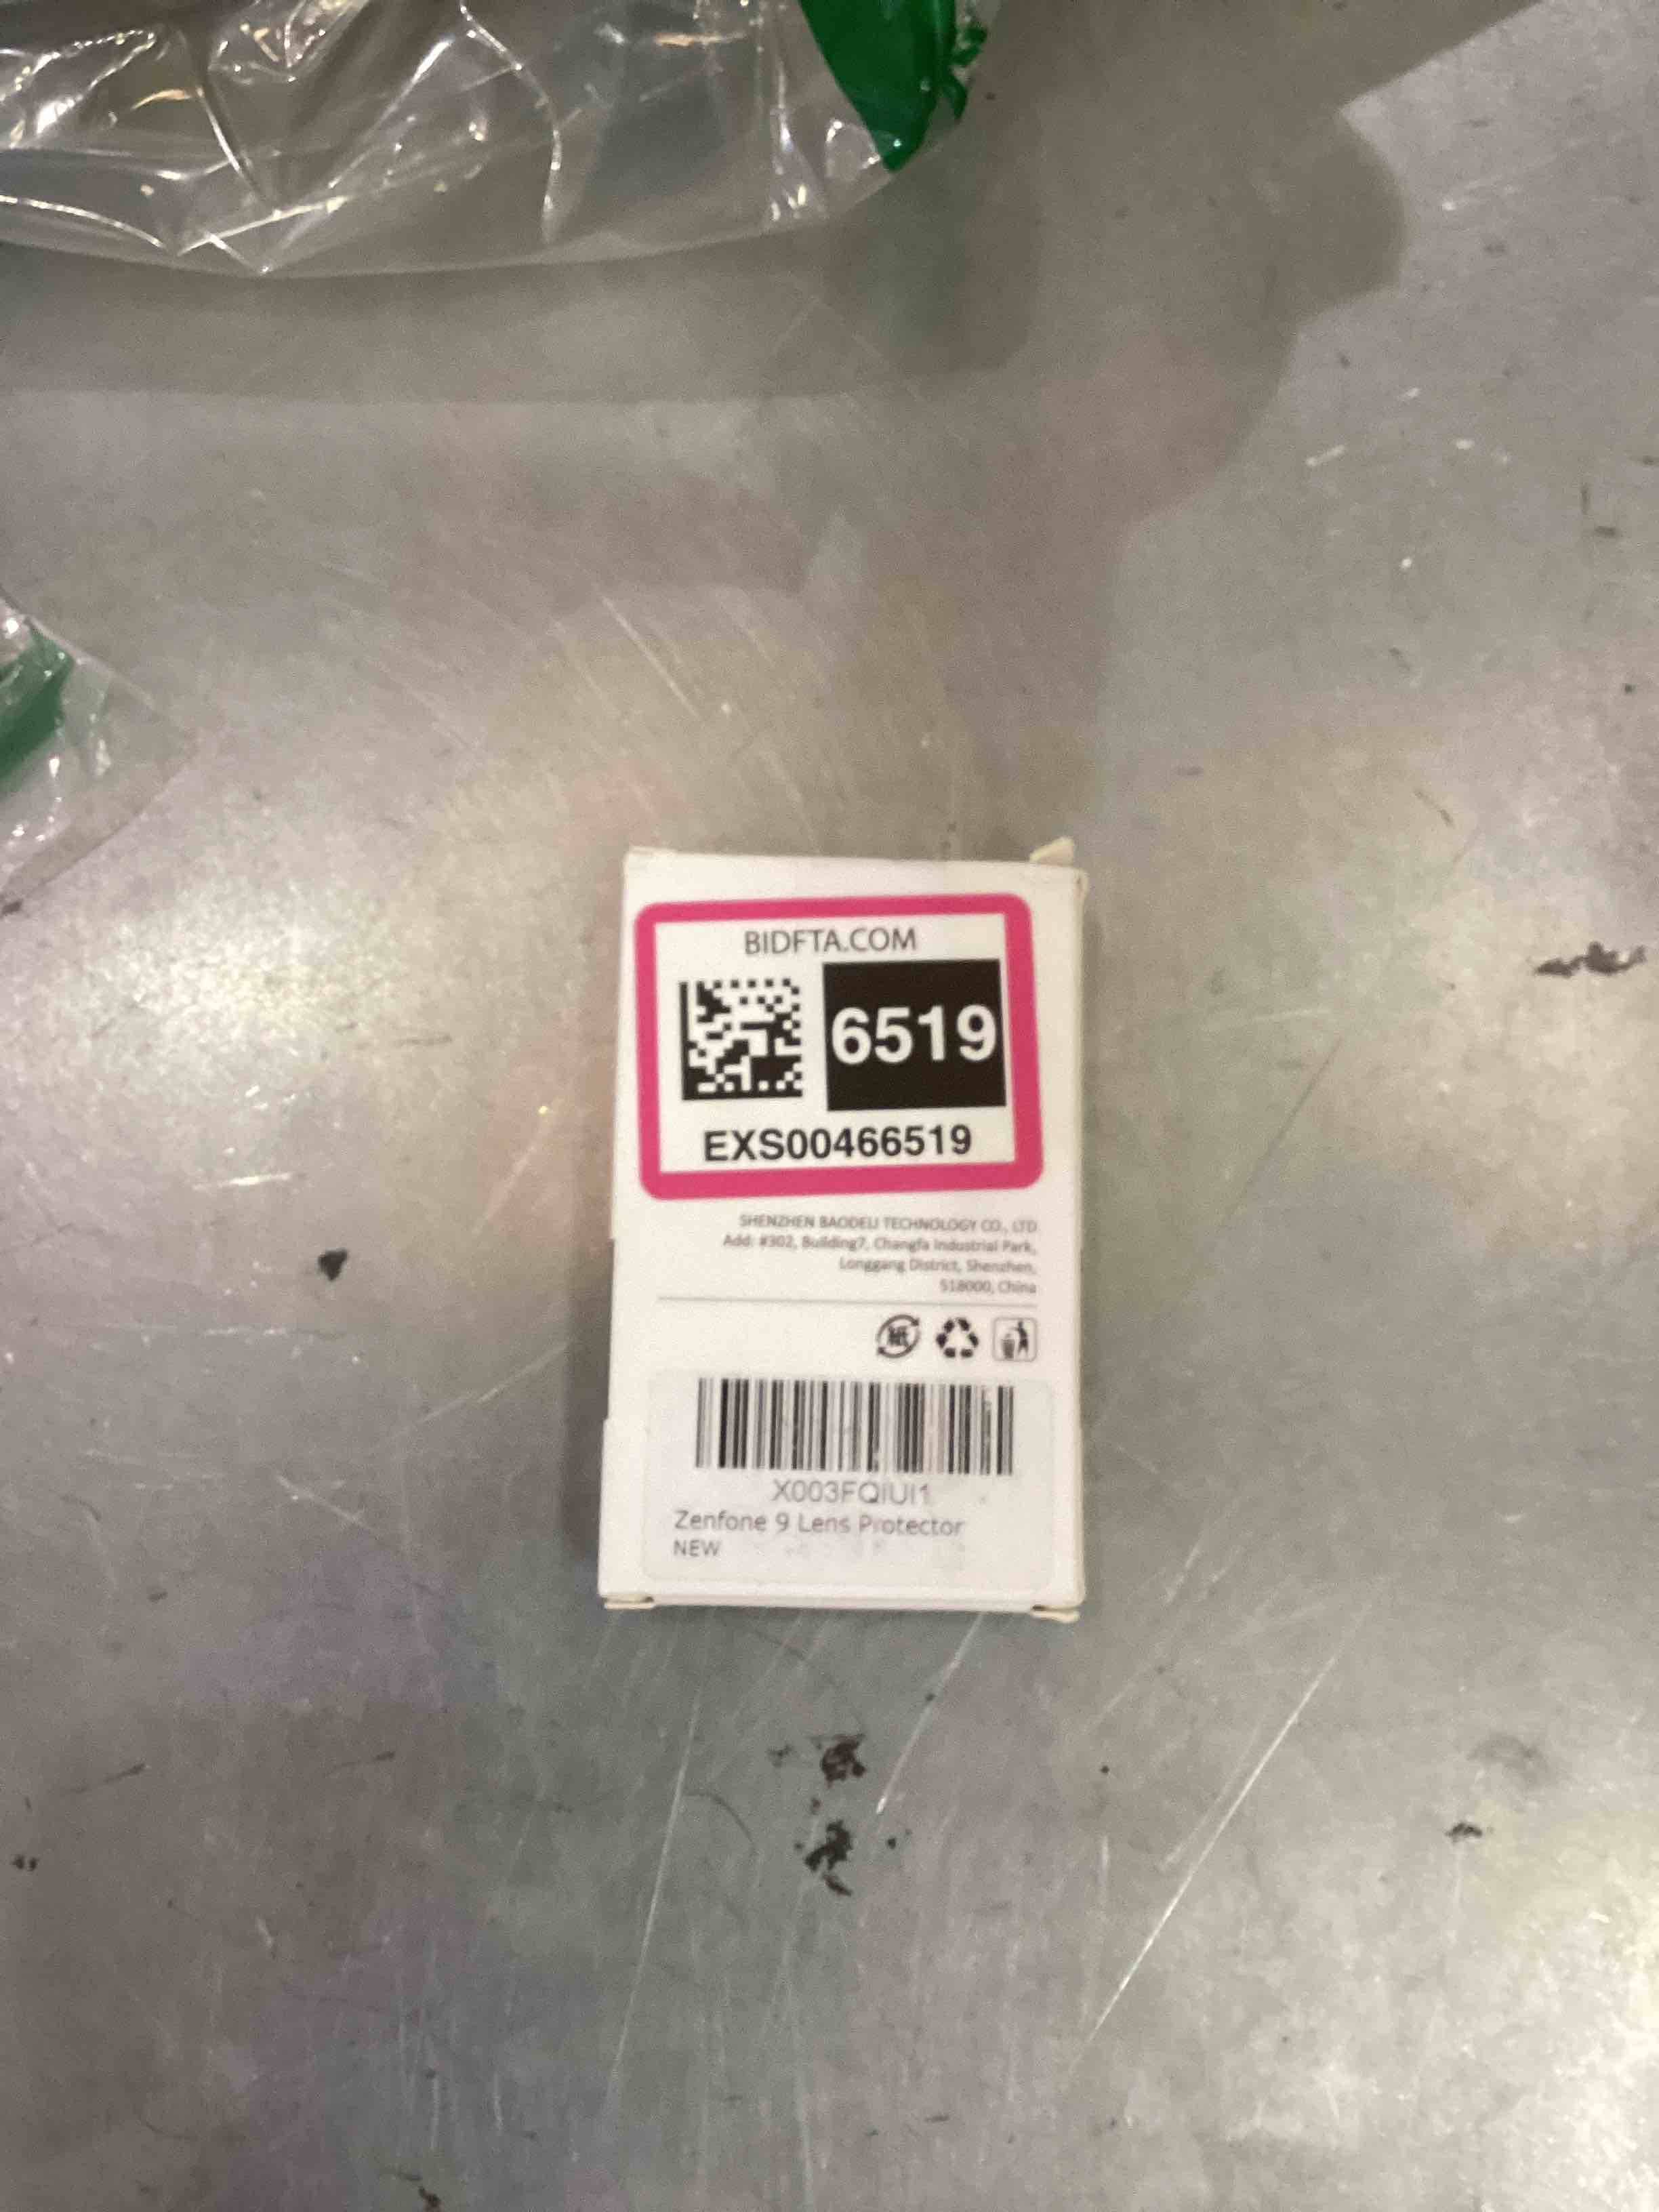 BIDFTA.COM
6519
EXS00466519
SHENZHEN BAODELI TECHNOLOGY CO., LTD
Add: #302, Building7, Changfa Industrial Park,
Longgang District, Shenzhen,
518000, China
紙
X003FQIUI1
Zenfone 9 Lens Protector
NEW